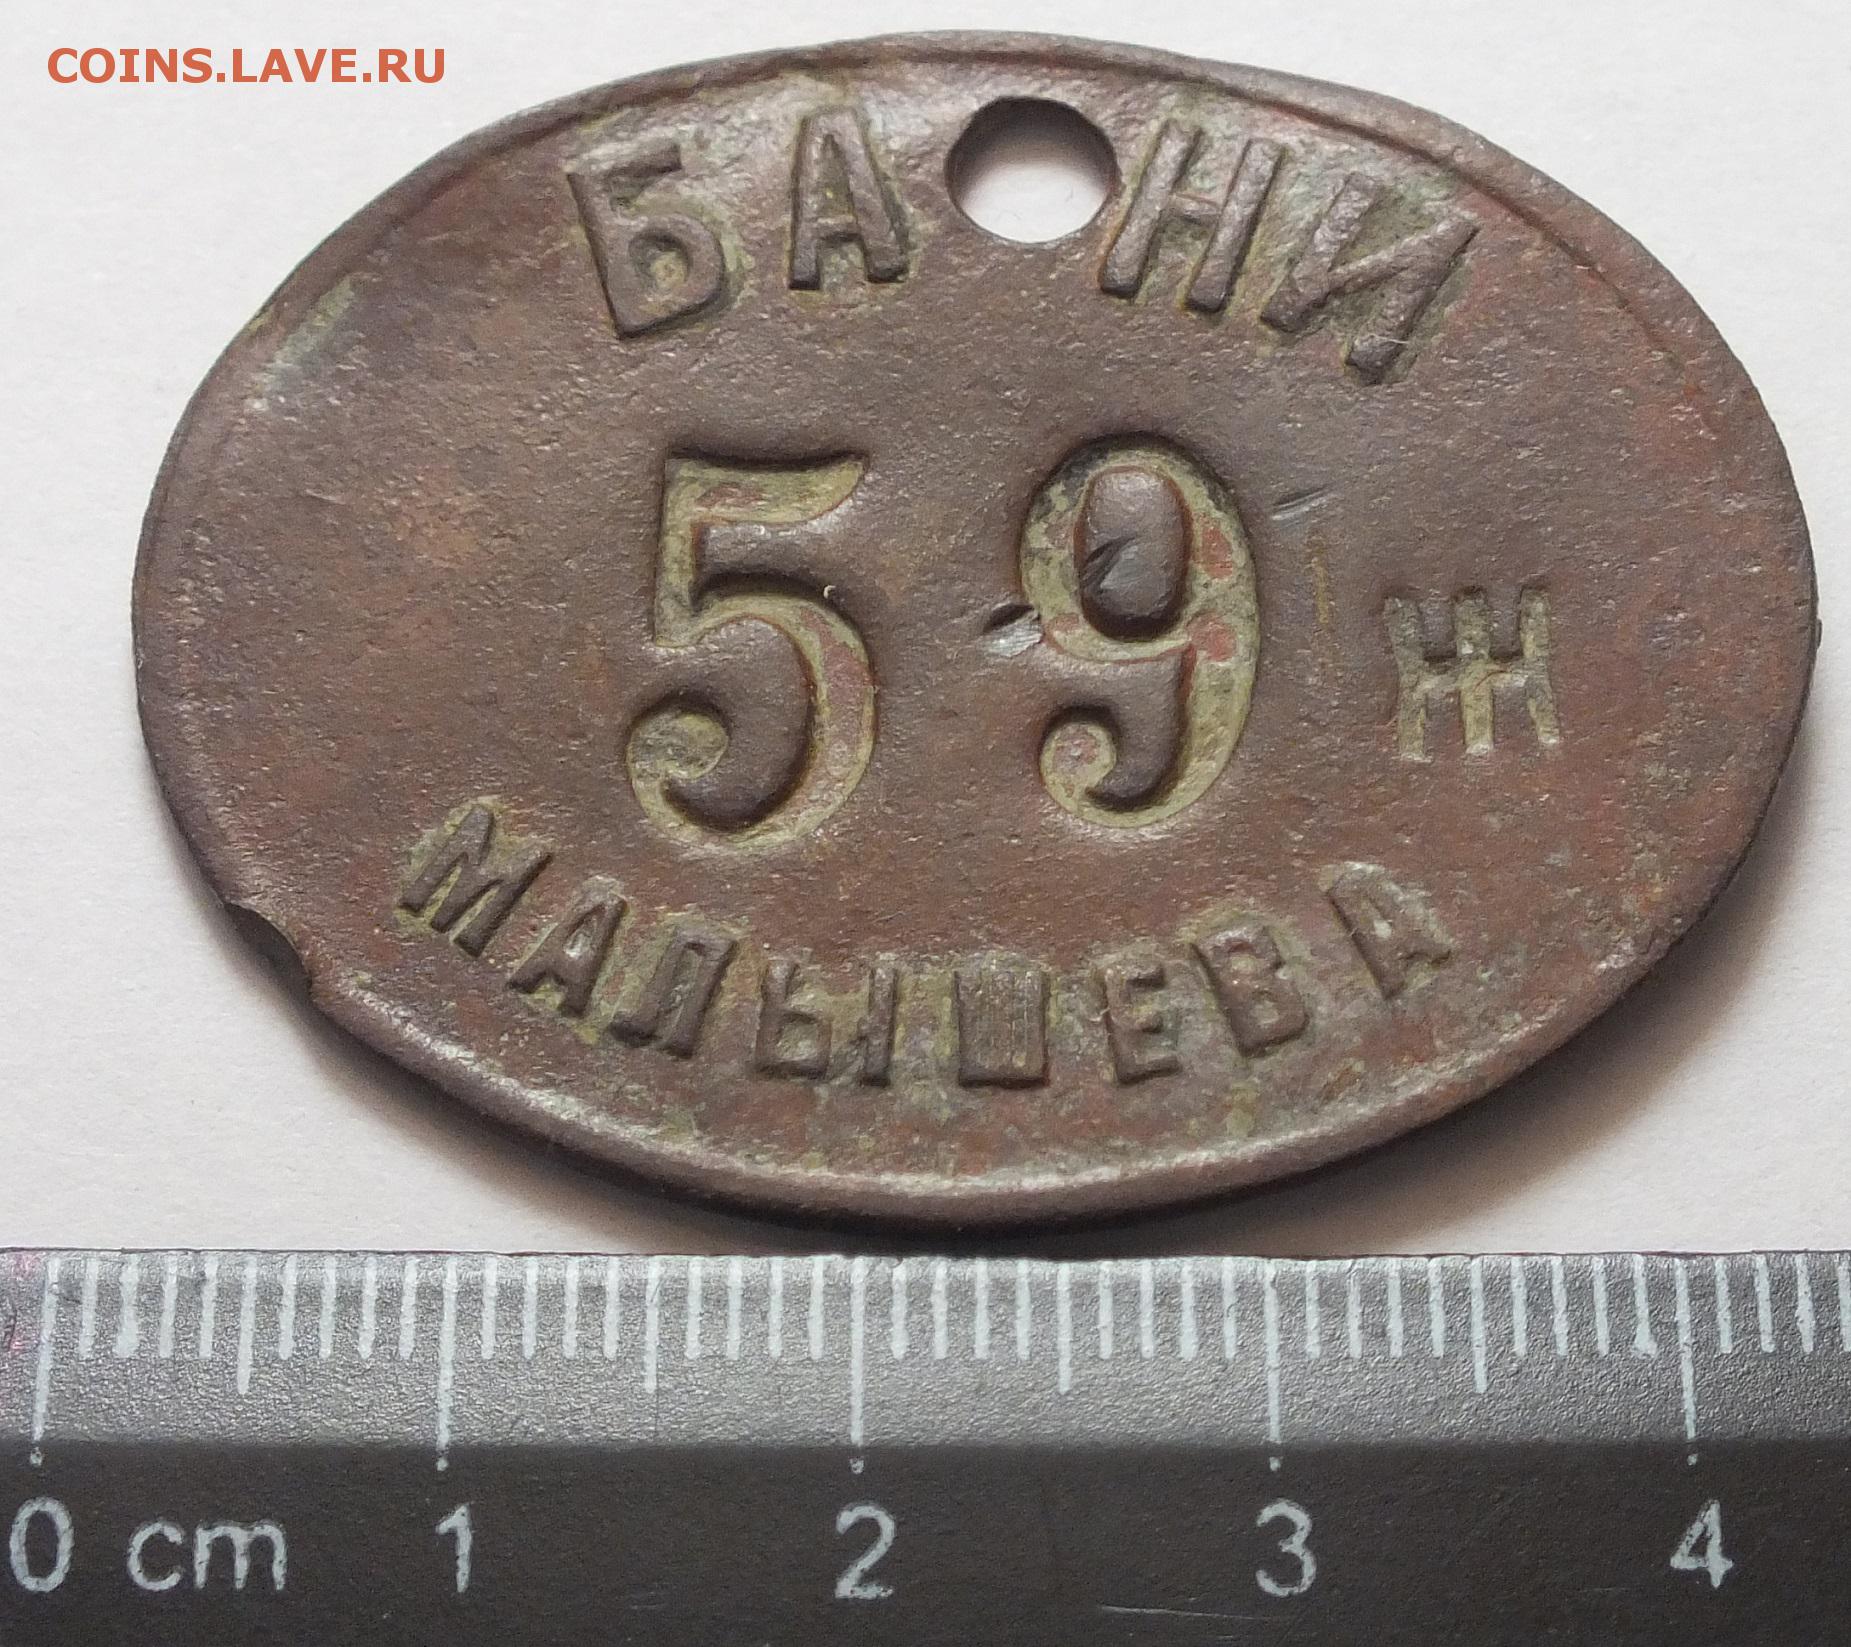 COINS.LAVE.RU
БАНИ
59 Ж
МАЛЫШЕВА
0 cm 1 2 3 4